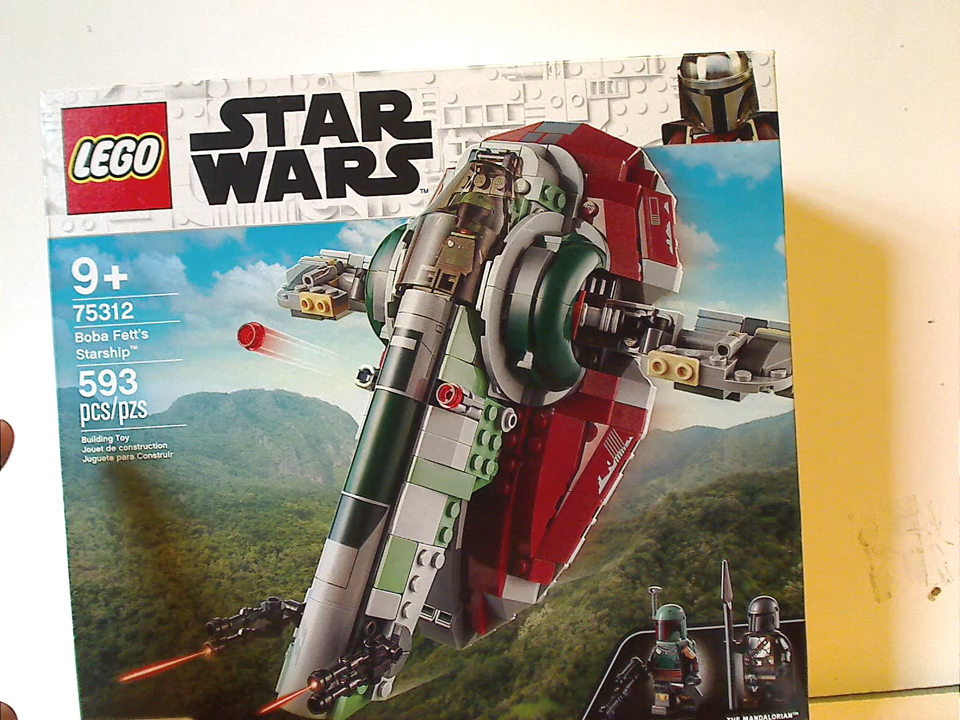 LEGO
STAR
WARS™
9+
75312
Boba Fett's
Starship™
593
pcs/pzs
Building Toy
Jouet de construction
Juguete para Construir
THE MANDALORIAN™